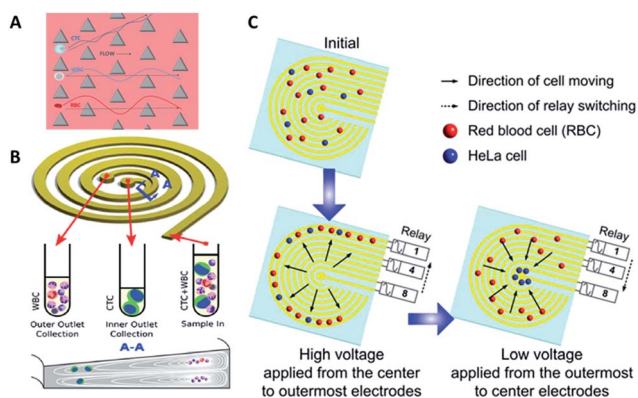 A
CTC
FLOW
WBC
RBC
B
A
A
WBC
CTC
CTC+WBC
Outer Outlet
Collection
Inner Outlet
Collection
Sample In
A-A
C
Initial
Direction of cell moving
Direction of relay switching
Red blood cell (RBC)
HeLa cell
Relay
1
4
8
Relay
1
4
8
High voltage
applied from the center
to outermost electrodes
Low voltage
applied from the outermost
to center electrodes